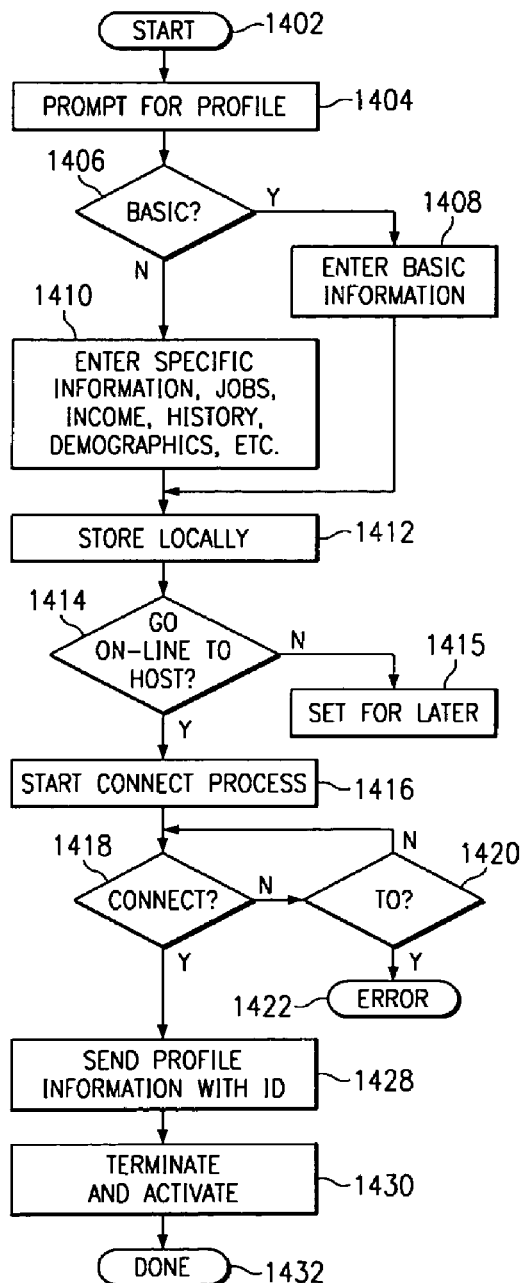 START
1402
PROMPT FOR PROFILE
1404
1406
BASIC?
Y
N
1408
ENTER BASIC
INFORMATION
1410
ENTER SPECIFIC
INFORMATION, JOBS,
INCOME, HISTORY,
DEMOGRAPHICS, ETC.
STORE LOCALLY
1412
1414
GO
ON-LINE TO
HOST?
N
Y
1415
SET FOR LATER
START CONNECT PROCESS
1416
1418
CONNECT?
N
Y
N
1420
TO?
Y
1422
ERROR
SEND PROFILE
INFORMATION WITH ID
1428
TERMINATE
AND ACTIVATE
1430
DONE
1432